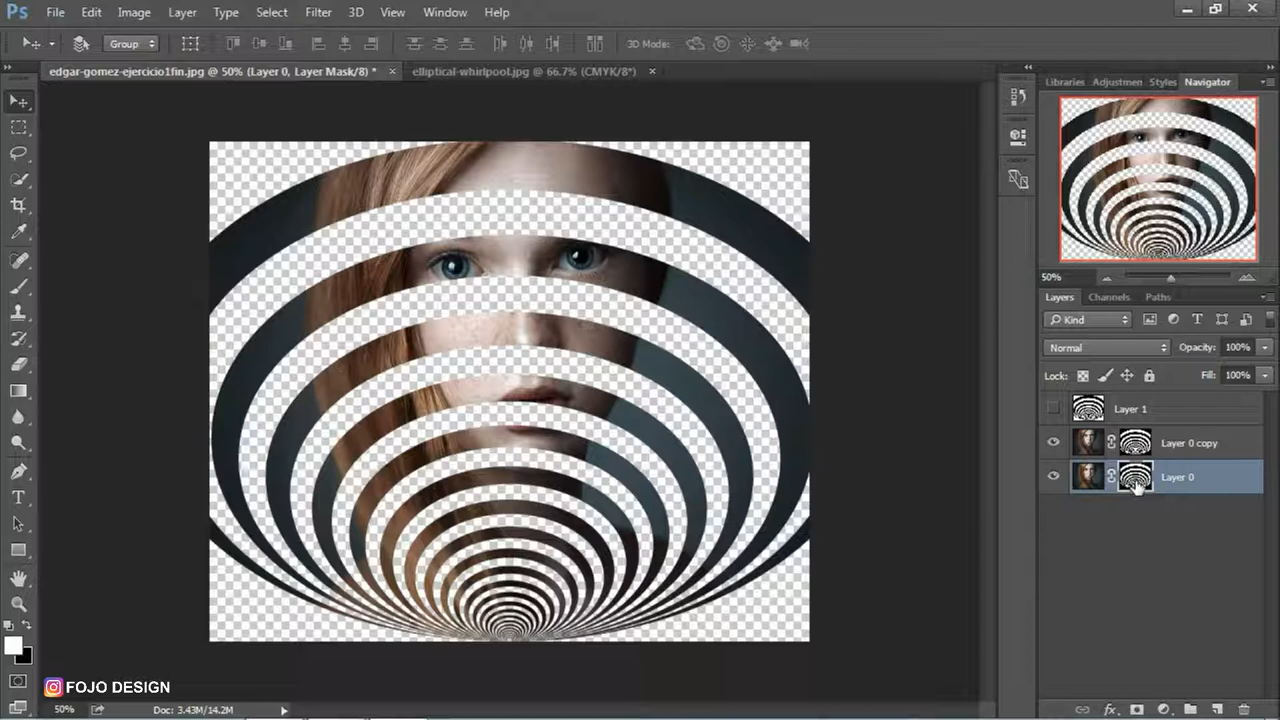 Ps File Edit Image Layer Type Select Filter 3D View Window Help
Group 3D Mode:
edgar-gomez-ejercicio1fin.jpg @ 50% (Layer 0, Layer Mask/8) * × elliptical-whirlpool.jpg @ 66.7% (CMYK/8*) ×
Libraries Adjustmen Styles Navigator
50%
Layers Channels Paths
Kind
Normal Opacity: 100%
Lock: Fill: 100%
Layer 1
Layer 0 copy
Layer 0
FOJO DESIGN
50% Doc: 3.43M/14.2M